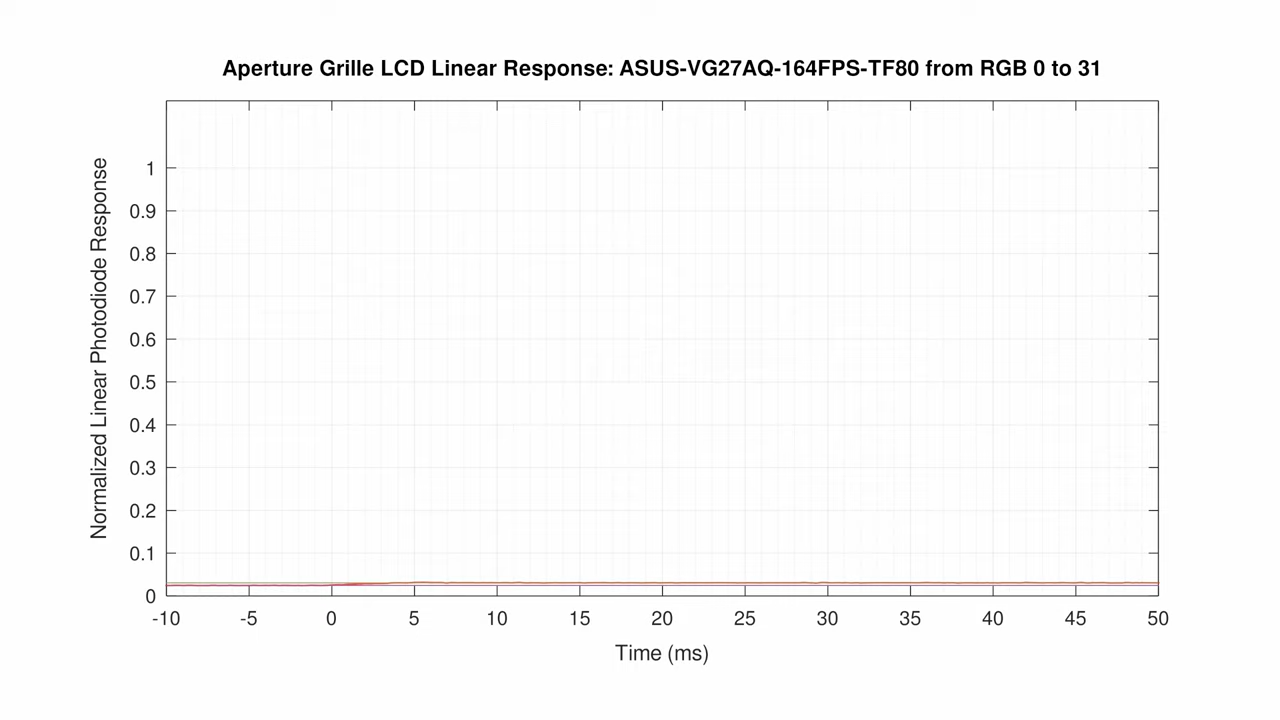 Aperture Grille LCD Linear Response: ASUS-VG27AQ-164FPS-TF80 from RGB 0 to 31
Normalized Linear Photodiode Response
1
0.9
0.8
0.7
0.6
0.5
0.4
0.3
0.2
0.1
0
-10 -5 0 5 10 15 20 25 30 35 40 45 50
Time (ms)